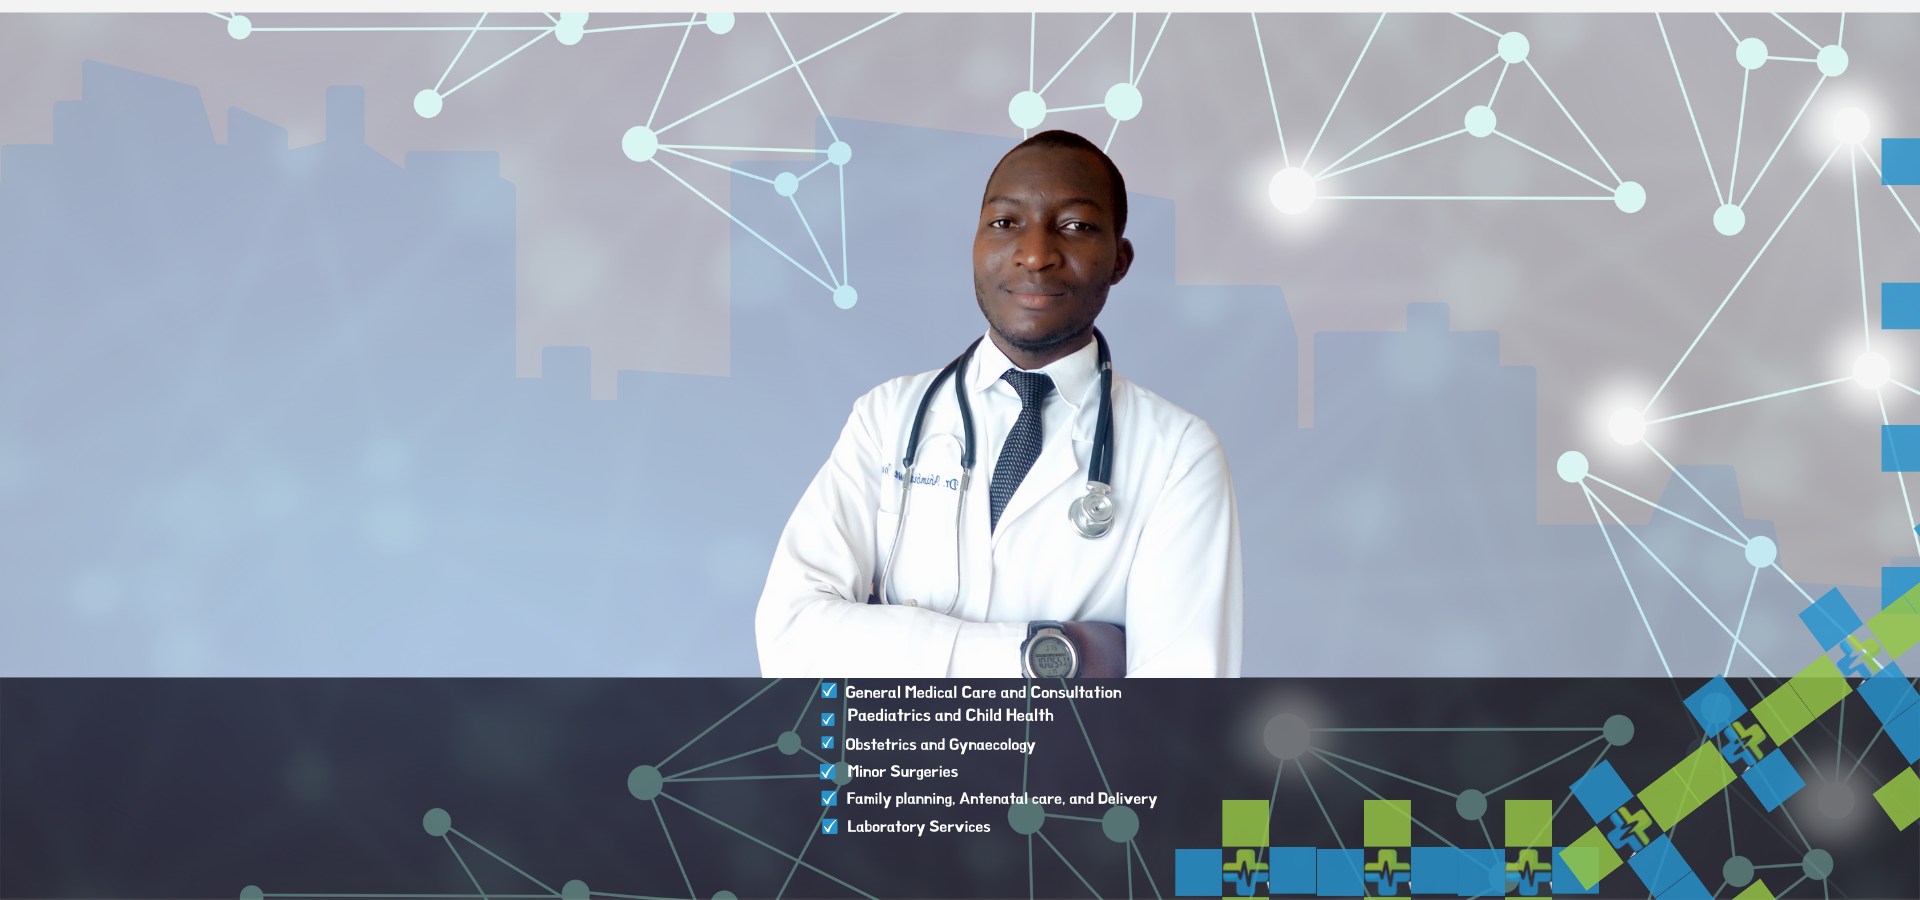 Dr.
General Medical Care and Consultation
Paediatrics and Child Health
Obstetrics and Gynaecology
Minor Surgeries
Family planning, Antenatal care, and Delivery
Laboratory Services